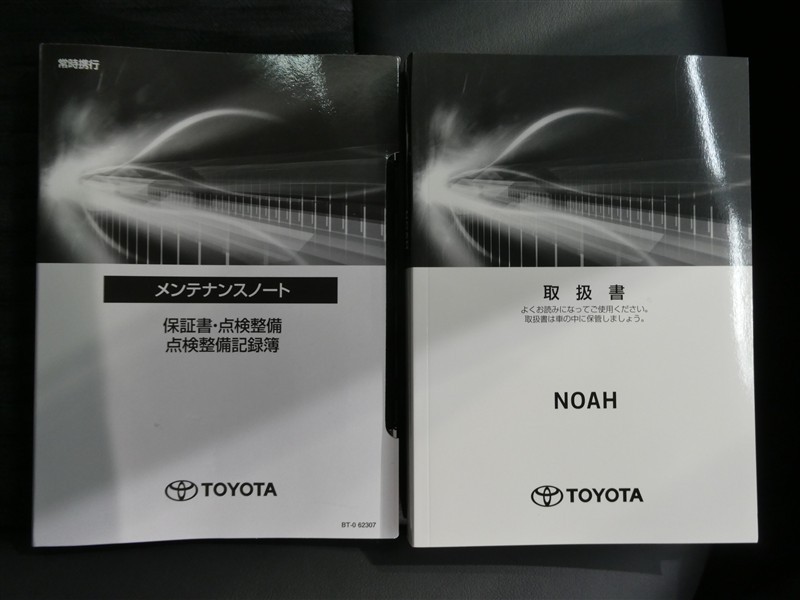 常時携行
メンテナンスノート
保証書・点検整備
点検整備記録簿
TOYOTA
BT-0 62307
取扱書
よくお読みになってご使用ください。
取扱書は車の中に保管しましょう。
NOAH
TOYOTA